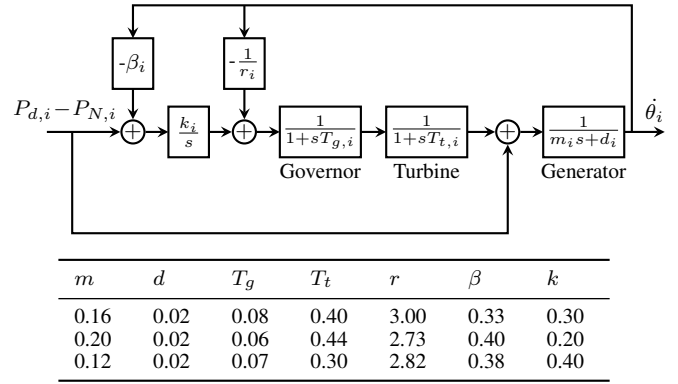 -β_i
-1/r_i
P_{d,i}−P_{N,i}
+
k_i/s
+
1/(1+sT_{g,i})
1/(1+sT_{t,i})
+
1/(m_i s+d_i)
θ̇_i
Governor Turbine Generator
m d T_g T_t r β k
0.16 0.02 0.08 0.40 3.00 0.33 0.30
0.20 0.02 0.06 0.44 2.73 0.40 0.20
0.12 0.02 0.07 0.30 2.82 0.38 0.40